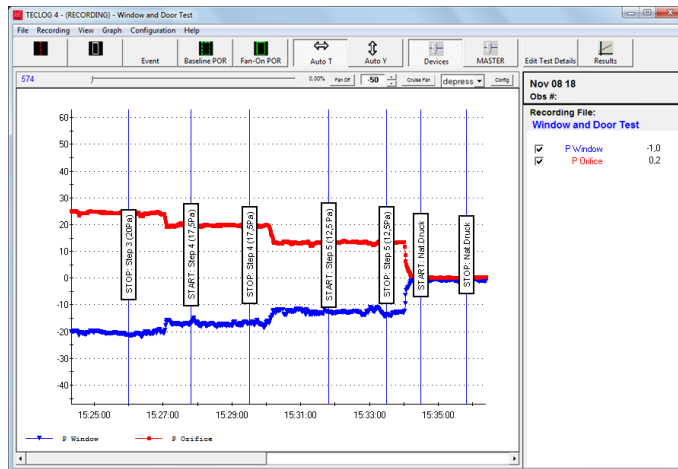 TECLOG 4 - (RECORDING) - Window and Door Test
File Recording View Graph Configuration Help
Event Baseline POR Fan-On POR Auto T Auto Y Devices MASTER Edit Test Details Results
574 0,00% Fan Off -50 Cruise Fan depress Config
Nov 08 18
Obs #:
Recording File:
Window and Door Test
P Window -1,0
P Orifice 0,2
60
50
40
30
20
10
0
-10
-20
-30
-40
STOP: Step 3 (20Pa)
START: Step 4 (17,5Pa)
STOP: Step 4 (17,5Pa)
START: Step 5 (12,5Pa)
STOP: Step 5 (12,5Pa)
START: Nat.Druck
STOP: Nat.Druck
15:25:00 15:27:00 15:29:00 15:31:00 15:33:00 15:35:00
P Window P Orifice